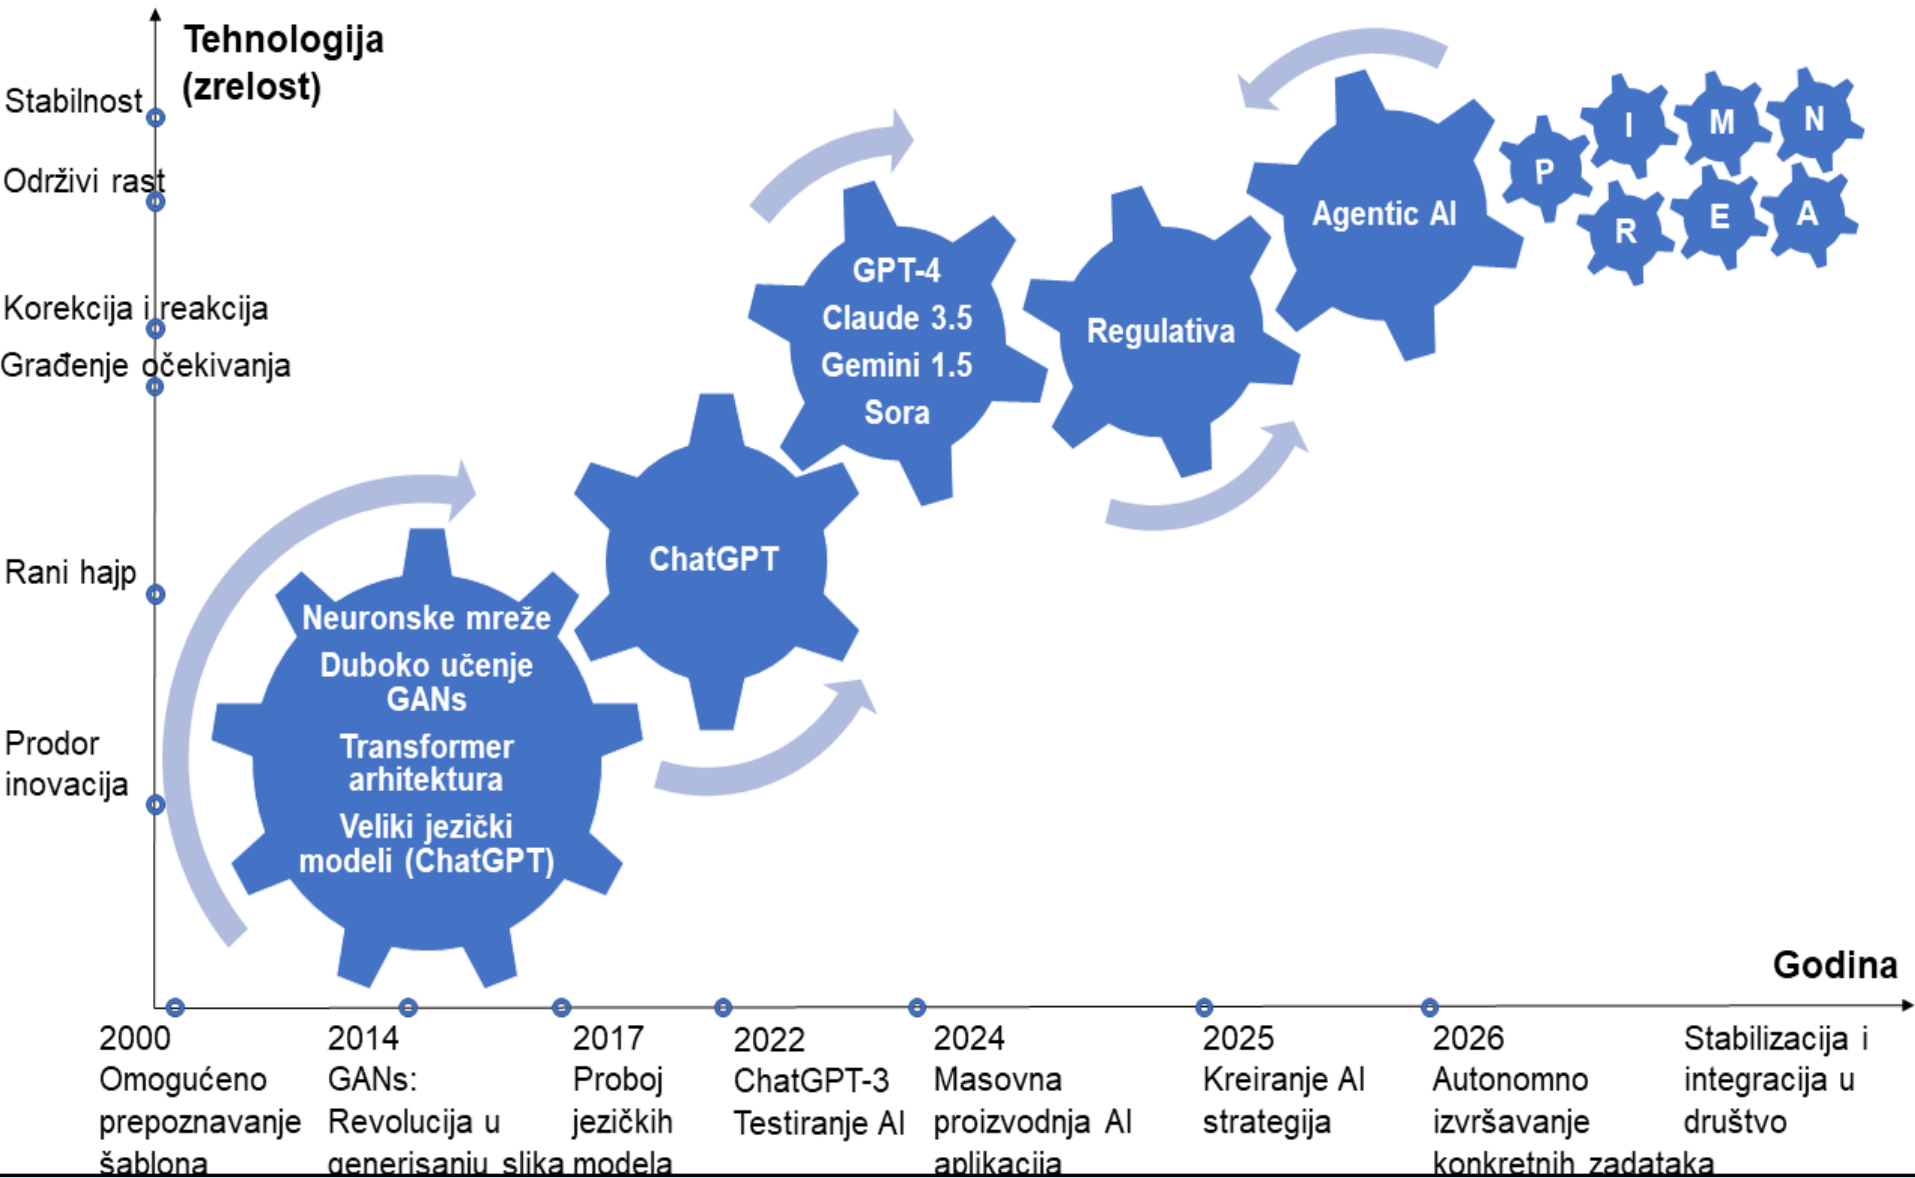 Tehnologija
(zrelost)
Stabilnost
Održivi rast
Korekcija i reakcija
Građenje očekivanja
Rani hajp
Prodor
inovacija
Neuronske mreže
Duboko učenje
GANs
Transformer
arhitektura
Veliki jezički
modeli (ChatGPT)
ChatGPT
GPT-4
Claude 3.5
Gemini 1.5
Sora
Regulativa
Agentic AI
P
I
M
N
R
E
A
Godina
2000
Omogućeno
prepoznavanje
šablona
2014
GANs:
Revolucija u
generisanju slika
2017
Proboj
jezičkih
modela
2022
ChatGPT-3
Testiranje AI
2024
Masovna
proizvodnja AI
aplikacija
2025
Kreiranje AI
strategija
2026
Autonomno
izvršavanje
konkretnih zadataka
Stabilizacija i
integracija u
društvo